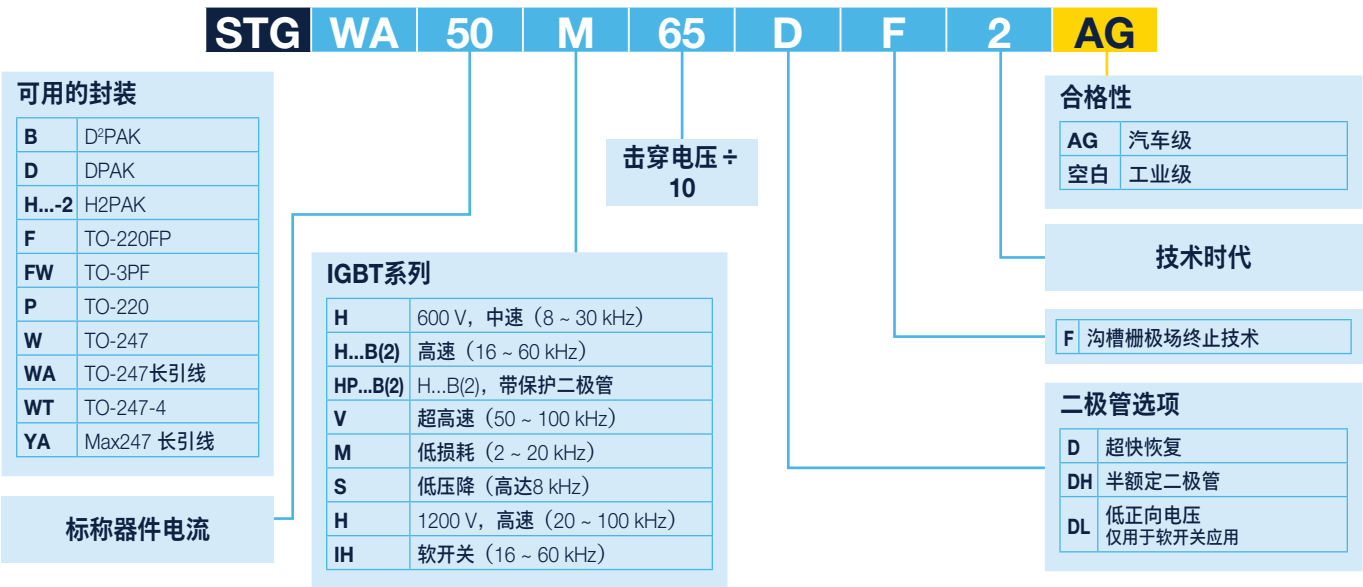 STG WA 50 M 65 D F 2 AG
可用的封装
B D²PAK
D DPAK
H...-2 H2PAK
F TO-220FP
FW TO-3PF
P TO-220
W TO-247
WA TO-247长引线
WT TO-247-4
YA Max247 长引线
标称器件电流
IGBT系列
H 600 V，中速（8 ~ 30 kHz）
H...B(2) 高速（16 ~ 60 kHz）
HP...B(2) H...B(2)，带保护二极管
V 超高速（50 ~ 100 kHz）
M 低损耗（2 ~ 20 kHz）
S 低压降（高达8 kHz）
H 1200 V，高速（20 ~ 100 kHz）
IH 软开关（16 ~ 60 kHz）
击穿电压÷
10
合格性
AG 汽车级
空白 工业级
技术时代
F 沟槽栅极场终止技术
二极管选项
D 超快恢复
DH 半额定二极管
DL 低正向电压
仅用于软开关应用